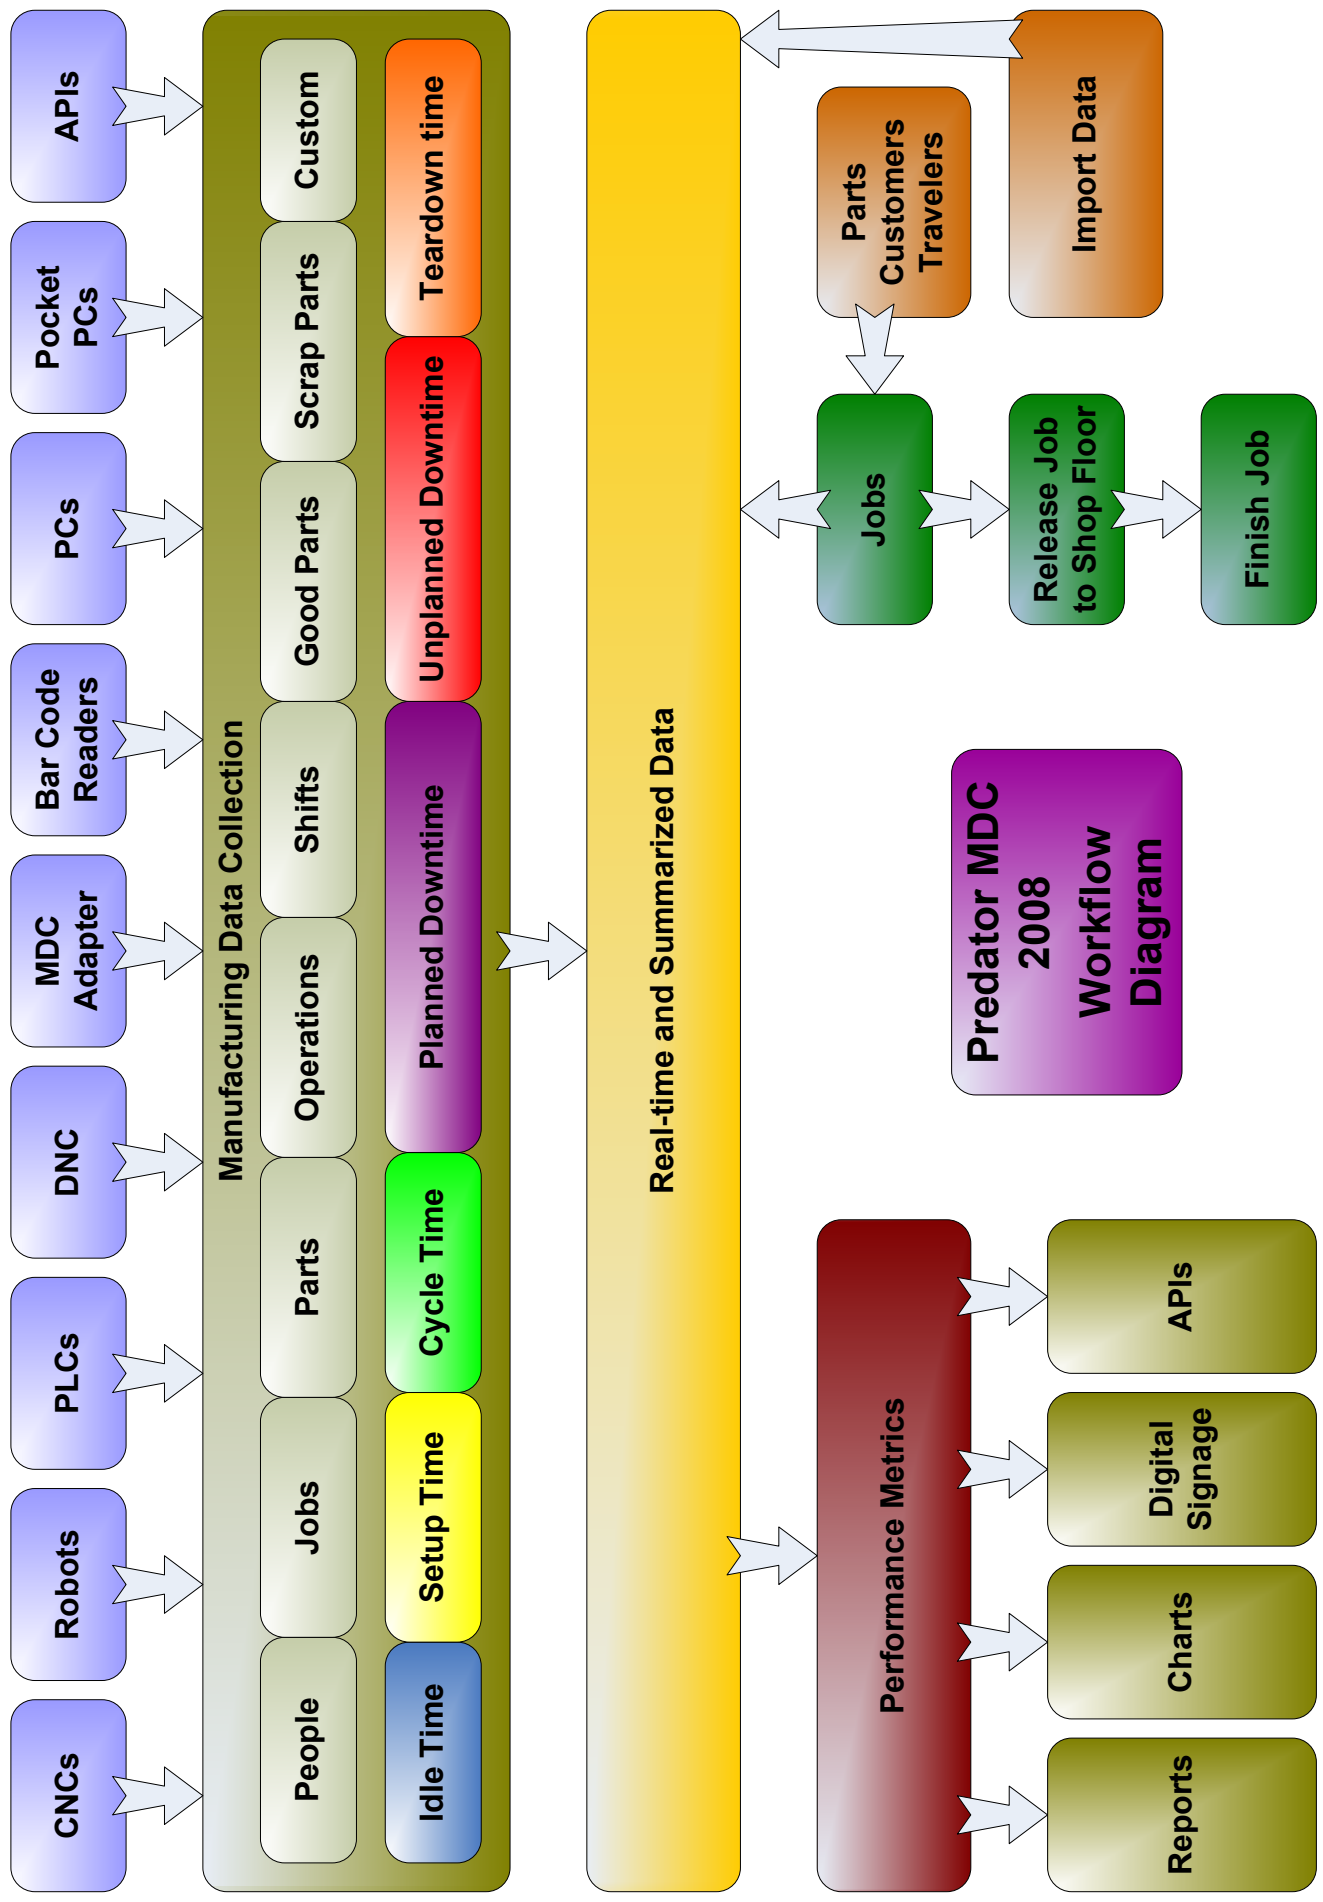 CNCs
Robots
PLCs
DNC
MDC
Adapter
Bar Code
Readers
PCs
Pocket
PCs
APIs
Manufacturing Data Collection
People
Jobs
Parts
Operations
Shifts
Good Parts
Scrap Parts
Custom
Idle Time
Setup Time
Cycle Time
Planned Downtime
Unplanned Downtime
Teardown time
Real-time and Summarized Data
Performance Metrics
Reports
Charts
Digital
Signage
APIs
Predator MDC
2008
Workflow
Diagram
Jobs
Release Job
to Shop Floor
Finish Job
Parts
Customers
Travelers
Import Data